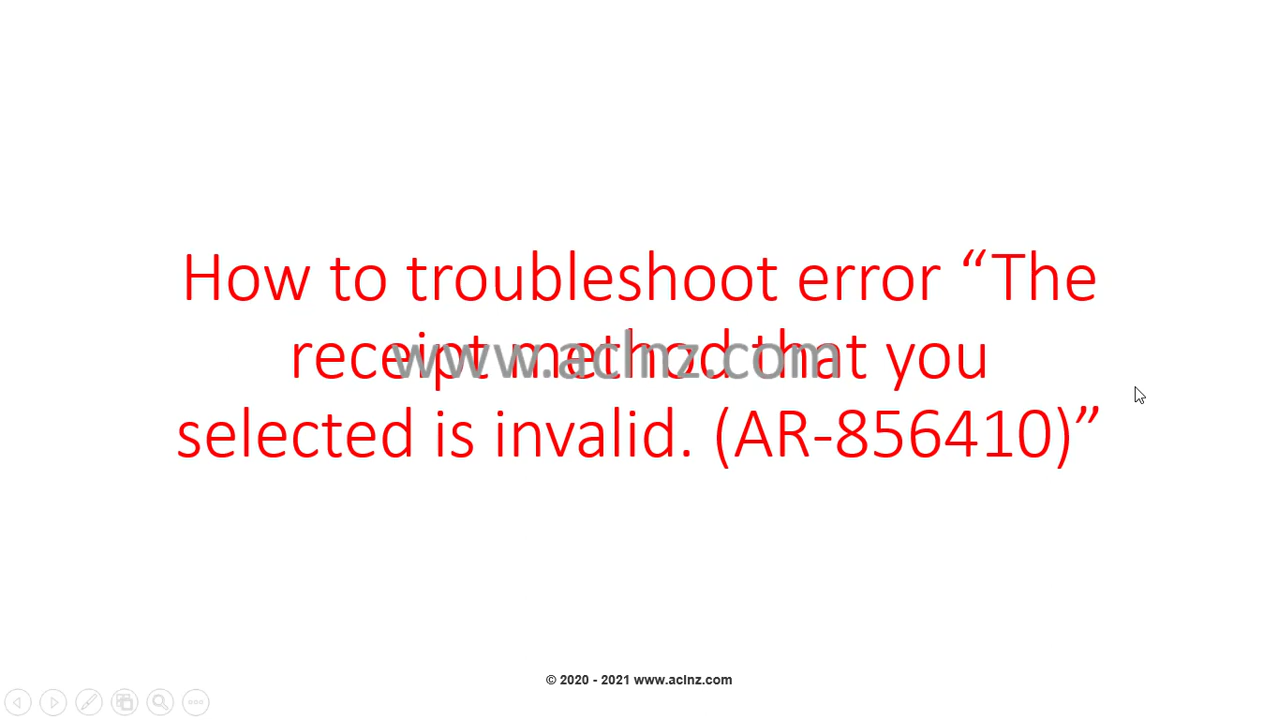 How to troubleshoot error “The
receipt method that you
www.aclnz.com
selected is invalid. (AR-856410)”
© 2020 - 2021 www.aclnz.com